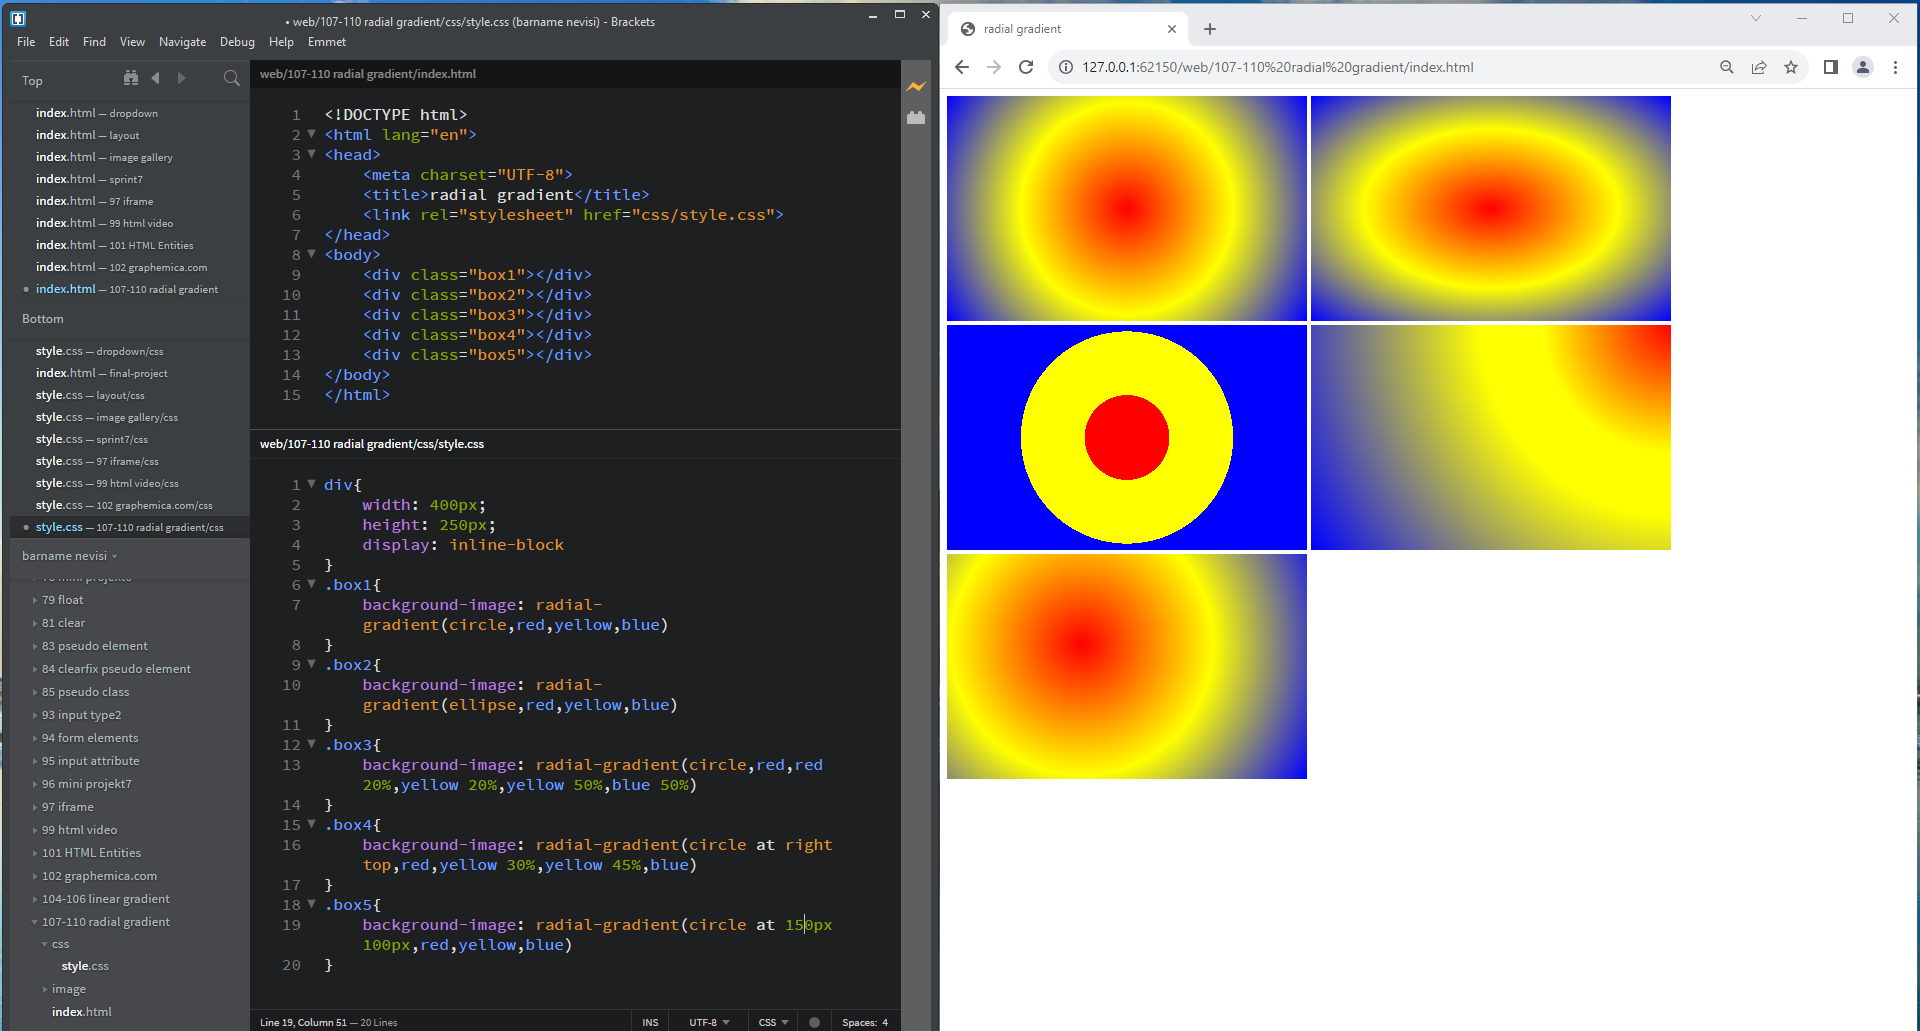 • web/107-110 radial gradient/css/style.css (barname nevisi) - Brackets
File Edit Find View Navigate Debug Help Emmet
Top
index.html — dropdown
index.html — layout
index.html — image gallery
index.html — sprint7
index.html — 97 iframe
index.html — 99 html video
index.html — 101 HTML Entities
index.html — 102 graphemica.com
index.html — 107-110 radial gradient
Bottom
style.css — dropdown/css
index.html — final-project
style.css — layout/css
style.css — image gallery/css
style.css — sprint7/css
style.css — 97 iframe/css
style.css — 99 html video/css
style.css — 102 graphemica.com/css
style.css — 107-110 radial gradient/css
barname nevisi
79 float
81 clear
83 pseudo element
84 clearfix pseudo element
85 pseudo class
93 input type2
94 form elements
95 input attribute
96 mini projekt7
97 iframe
99 html video
101 HTML Entities
102 graphemica.com
104-106 linear gradient
107-110 radial gradient
css
style.css
image
index.html
web/107-110 radial gradient/index.html
1 <!DOCTYPE html>
2 <html lang="en">
3 <head>
4 <meta charset="UTF-8">
5 <title>radial gradient</title>
6 <link rel="stylesheet" href="css/style.css">
7 </head>
8 <body>
9 <div class="box1"></div>
10 <div class="box2"></div>
11 <div class="box3"></div>
12 <div class="box4"></div>
13 <div class="box5"></div>
14 </body>
15 </html>
web/107-110 radial gradient/css/style.css
1 div{
2 width: 400px;
3 height: 250px;
4 display: inline-block
5 }
6 .box1{
7 background-image: radial-
gradient(circle,red,yellow,blue)
8 }
9 .box2{
10 background-image: radial-
gradient(ellipse,red,yellow,blue)
11 }
12 .box3{
13 background-image: radial-gradient(circle,red,red
20%,yellow 20%,yellow 50%,blue 50%)
14 }
15 .box4{
16 background-image: radial-gradient(circle at right
top,red,yellow 30%,yellow 45%,blue)
17 }
18 .box5{
19 background-image: radial-gradient(circle at 150px
100px,red,yellow,blue)
20 }
Line 19, Column 51 — 20 Lines
INS UTF-8 CSS Spaces: 4
radial gradient
127.0.0.1:62150/web/107-110%20radial%20gradient/index.html